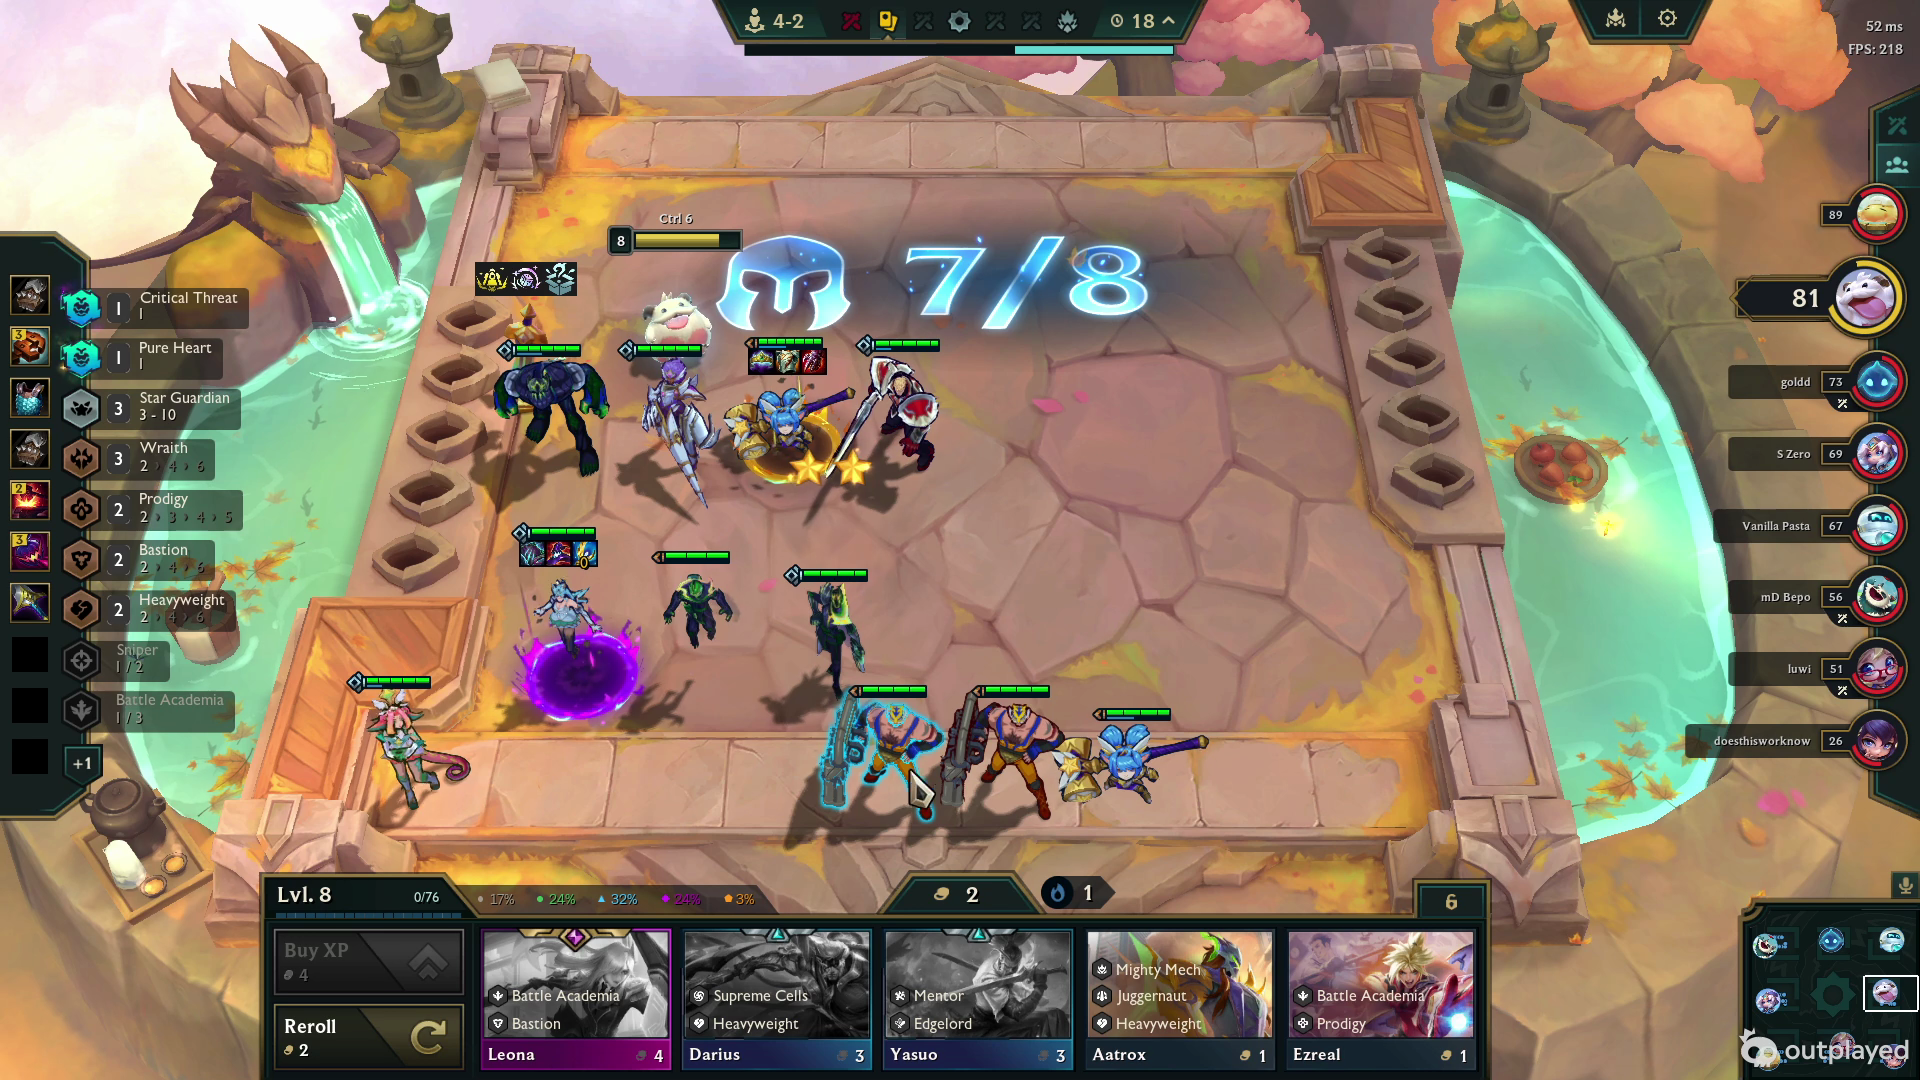 4-2
18
52 ms
FPS: 218
Ctrl 6
8
7/8
89
81
goldd 73
S Zero 69
Vanilla Pasta 67
mD Bepo 56
luwi 51
doesthisworknow 26
1 Critical Threat
1
1 Pure Heart
1
3 Star Guardian
3 - 10
3
3 Wraith
2 › 4 › 6
2 Prodigy
2 › 3 › 4 › 5
2
3
2 Bastion
2 › 4 › 6
2 Heavyweight
2 › 4 › 6
Sniper
1 / 2
Battle Academia
1 / 3
+1
0
Lvl. 8
0/76
17% 24% 32% 24% 3%
2
1
6
Buy XP
4
Reroll
2
Battle Academia
Bastion
Leona 4
Supreme Cells
Heavyweight
Darius 3
Mentor
Edgelord
Yasuo 3
Mighty Mech
Juggernaut
Heavyweight
Aatrox 1
Battle Academia
Prodigy
Ezreal 1
outplayed